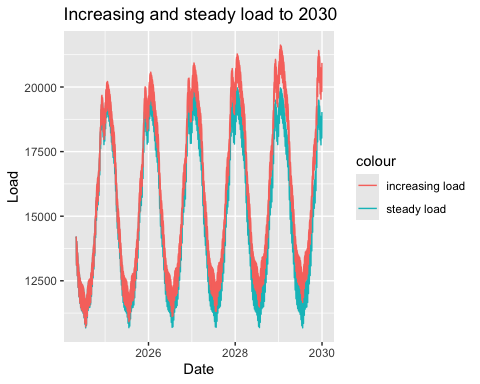 Increasing and steady load to 2030
Load
20000
17500
15000
12500
2026
2028
2030
Date
colour
increasing load
steady load